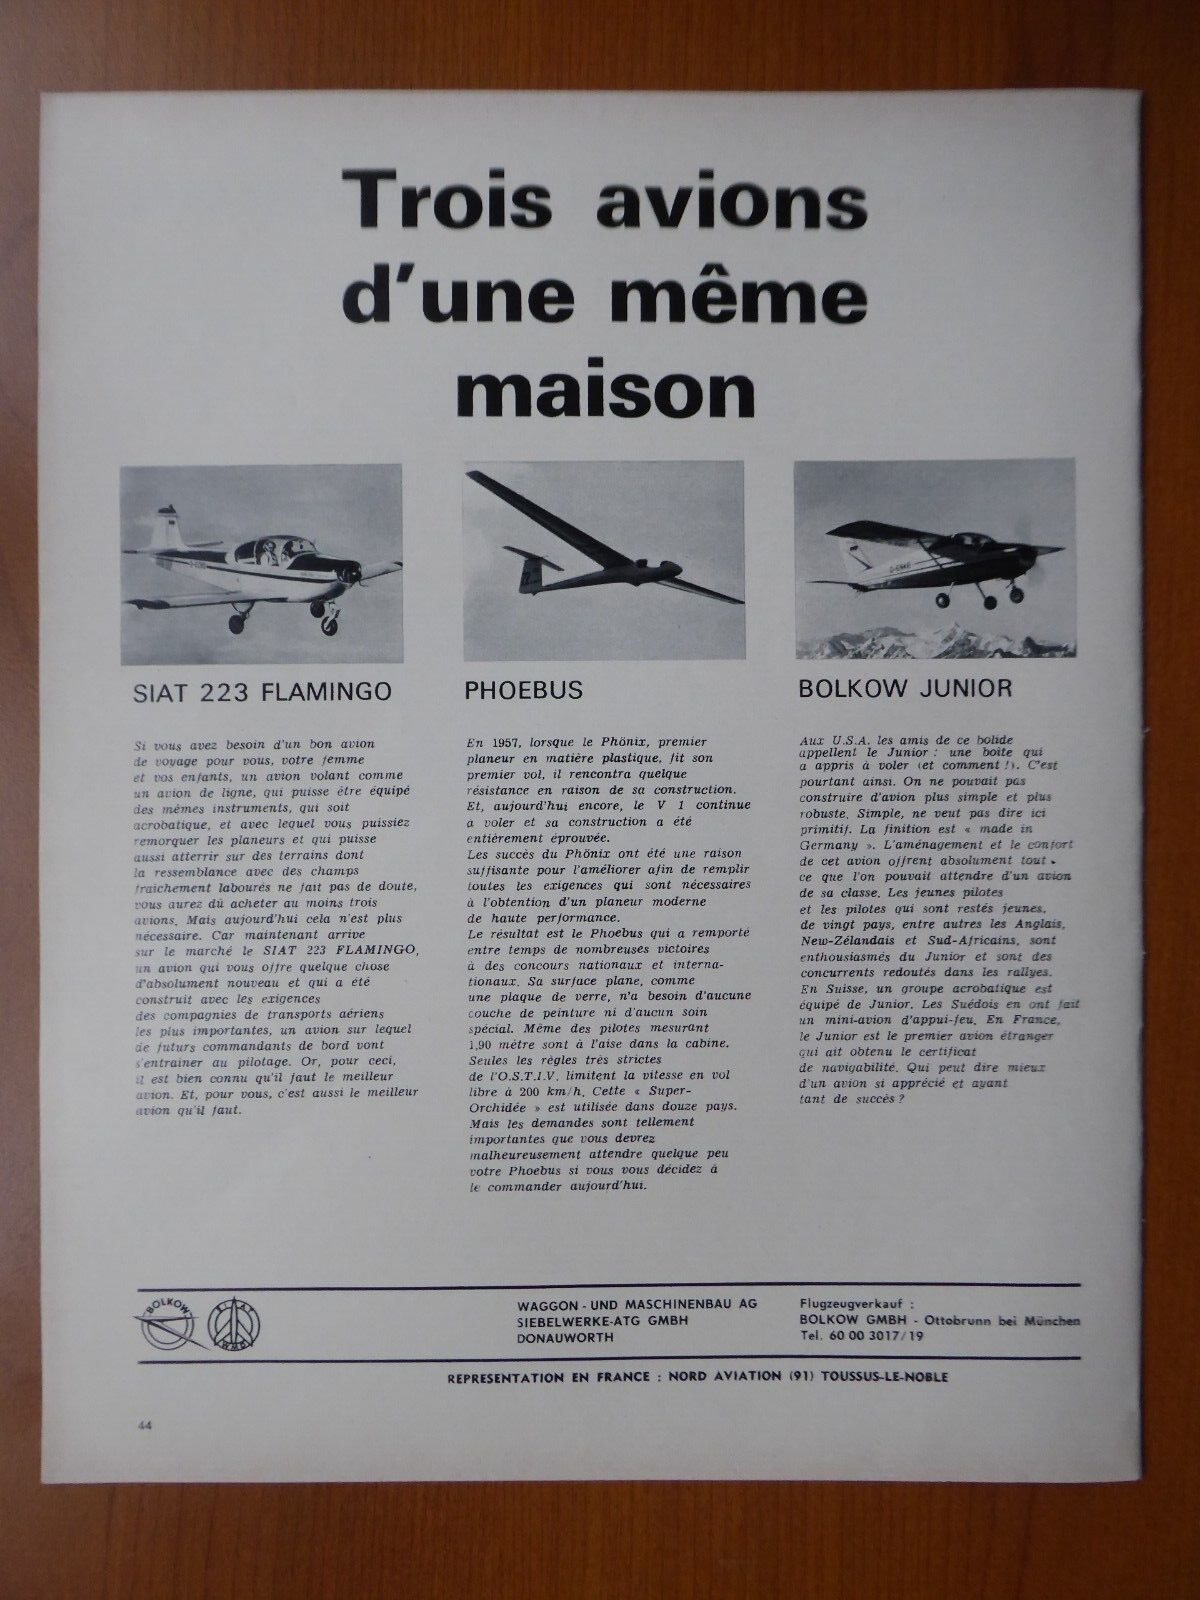 Trois avions
d'une même
maison
SIAT 223 FLAMINGO
Si vous avez besoin d'un bon avion
de voyage pour vous, votre femme
et vos enfants, un avion volant comme
un avion de ligne, qui puisse être équipé
des mêmes instruments, qui soit
acrobatique, et avec lequel vous puissiez
remorquer les planeurs et qui puisse
aussi atterrir sur des terrains dont
la ressemblance avec des champs
fraichement labourés ne fait pas de doute,
vous aurez dû acheter au moins trois
avions. Mais aujourd'hui cela n'est plus
nécessaire. Car maintenant arrive
sur le marché le SIAT 223 FLAMINGO,
un avion qui vous offre quelque chose
d'absolument nouveau et qui a été
construit avec les exigences
des compagnies de transports aériens
les plus importantes, un avion sur lequel
de futurs commandants de bord vont
s'entrainer au pilotage. Or, pour ceci,
il est bien connu qu'il faut le meilleur
avion. Et, pour vous, c'est aussi le meilleur
avion qu'il faut.
PHOEBUS
En 1957, lorsque le Phönix, premier
planeur en matière plastique, fit son
premier vol, il rencontra quelque
résistance en raison de sa construction.
Et, aujourd'hui encore, le V 1 continue
a voler et sa construction a été
entièrement éprouvée.
Les succès du Phönix ont été une raison
suffisante pour l'améliorer afin de remplir
toutes les exigences qui sont nécessaires
à l'obtention d'un planeur moderne
de haute performance.
Le résultat est le Phoebus qui a remporté
entre temps de nombreuses victoires
à des concours nationaux et interna-
tionaux. Sa surface plane, comme
une plaque de verre, n'a besoin d'aucune
couche de peinture ni d'aucun soin
spécial. Même des pilotes mesurant
1,90 mètre sont à l'aise dans la cabine.
Seules les règles très strictes
de l'O.S.T.I.V. limitent la vitesse en vol
libre à 200 km/h. Cette « Super-
Orchidée » est utilisée dans douze pays.
Mais les demandes sont tellement
importantes que vous devrez
malheureusement attendre quelque peu
votre Phoebus si vous vous décidez à
le commander aujourd'hui.
BOLKOW JUNIOR
Aux U.S.A. les amis de ce bolide
appellent le Junior : une boite qui
a appris à voler (et comment !). C'est
pourtant ainsi. On ne pouvait pas
construire d'avion plus simple et plus
robuste. Simple, ne veut pas dire ici
primitif. La finition est « made in
Germany ». L'aménagement et le confort
de cet avion offrent absolument tout
ce que l'on pouvait attendre d'un avion
de sa classe. Les jeunes pilotes
et les pilotes qui sont restés jeunes,
de vingt pays, entre autres les Anglais,
New-Zélandais et Sud-Africains, sont
enthousiasmés du Junior et sont des
concurrents redoutés dans les rallyes.
En Suisse, un groupe acrobatique est
équipé de Junior. Les Suédois en ont fait
un mini-avion d'appui-feu. En France,
le Junior est le premier avion étranger
qui ait obtenu le certificat
de navigabilité. Qui peut dire mieux
d'un avion si apprécié et ayant
tant de succès ?
BOLKOW
SIAT
WMD
WAGGON - UND MASCHINENBAU AG
SIEBELWERKE-ATG GMBH
DONAUWORTH
Flugzeugverkauf :
BOLKOW GMBH - Ottobrunn bei München
Tel. 60 00 3017/19
REPRESENTATION EN FRANCE : NORD AVIATION (91) TOUSSUS-LE-NOBLE
44